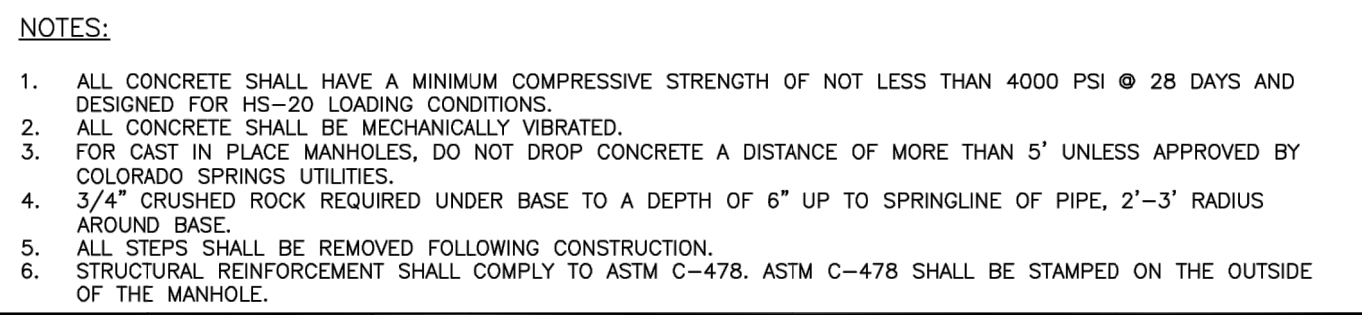 NOTES:
1. ALL CONCRETE SHALL HAVE A MINIMUM COMPRESSIVE STRENGTH OF NOT LESS THAN 4000 PSI @ 28 DAYS AND
DESIGNED FOR HS-20 LOADING CONDITIONS.
2. ALL CONCRETE SHALL BE MECHANICALLY VIBRATED.
3. FOR CAST IN PLACE MANHOLES, DO NOT DROP CONCRETE A DISTANCE OF MORE THAN 5' UNLESS APPROVED BY
COLORADO SPRINGS UTILITIES.
4. 3/4" CRUSHED ROCK REQUIRED UNDER BASE TO A DEPTH OF 6" UP TO SPRINGLINE OF PIPE, 2'-3' RADIUS
AROUND BASE.
5. ALL STEPS SHALL BE REMOVED FOLLOWING CONSTRUCTION.
6. STRUCTURAL REINFORCEMENT SHALL COMPLY TO ASTM C-478. ASTM C-478 SHALL BE STAMPED ON THE OUTSIDE
OF THE MANHOLE.